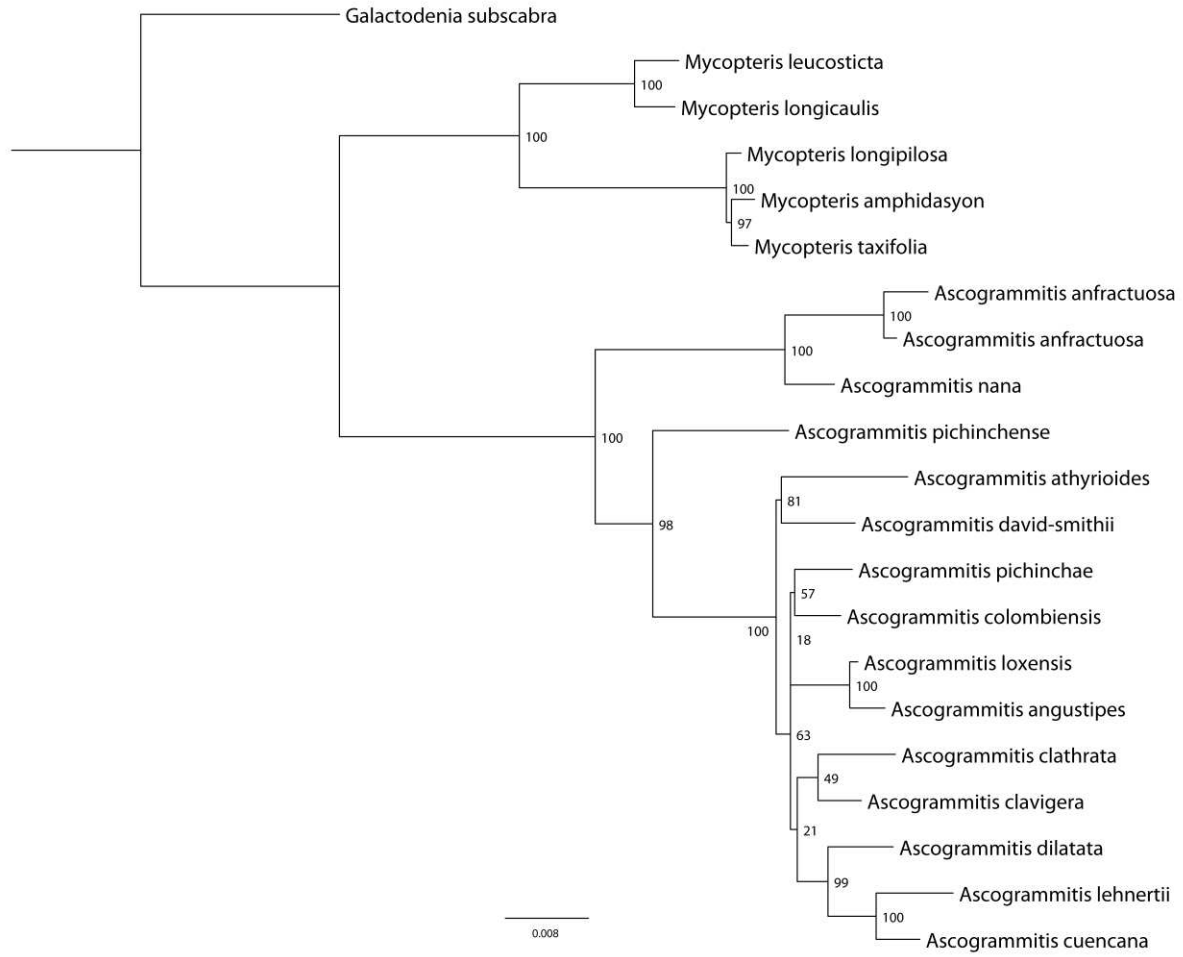 Galactodenia subscabra
Mycopteris leucosticta
100
Mycopteris longicaulis
100
Mycopteris longipilosa
100
Mycopteris amphidasyon
97
Mycopteris taxifolia
Ascogrammitis anfractuosa
100
Ascogrammitis anfractuosa
100
Ascogrammitis nana
Ascogrammitis pichinchense
100
Ascogrammitis athyrioides
81
Ascogrammitis david-smithii
98
Ascogrammitis pichinchae
57
Ascogrammitis colombiensis
100
18
Ascogrammitis loxensis
100
Ascogrammitis angustipes
63
Ascogrammitis clathrata
49
Ascogrammitis clavigera
21
Ascogrammitis dilatata
99
Ascogrammitis lehnertii
100
Ascogrammitis cuencana
0.008